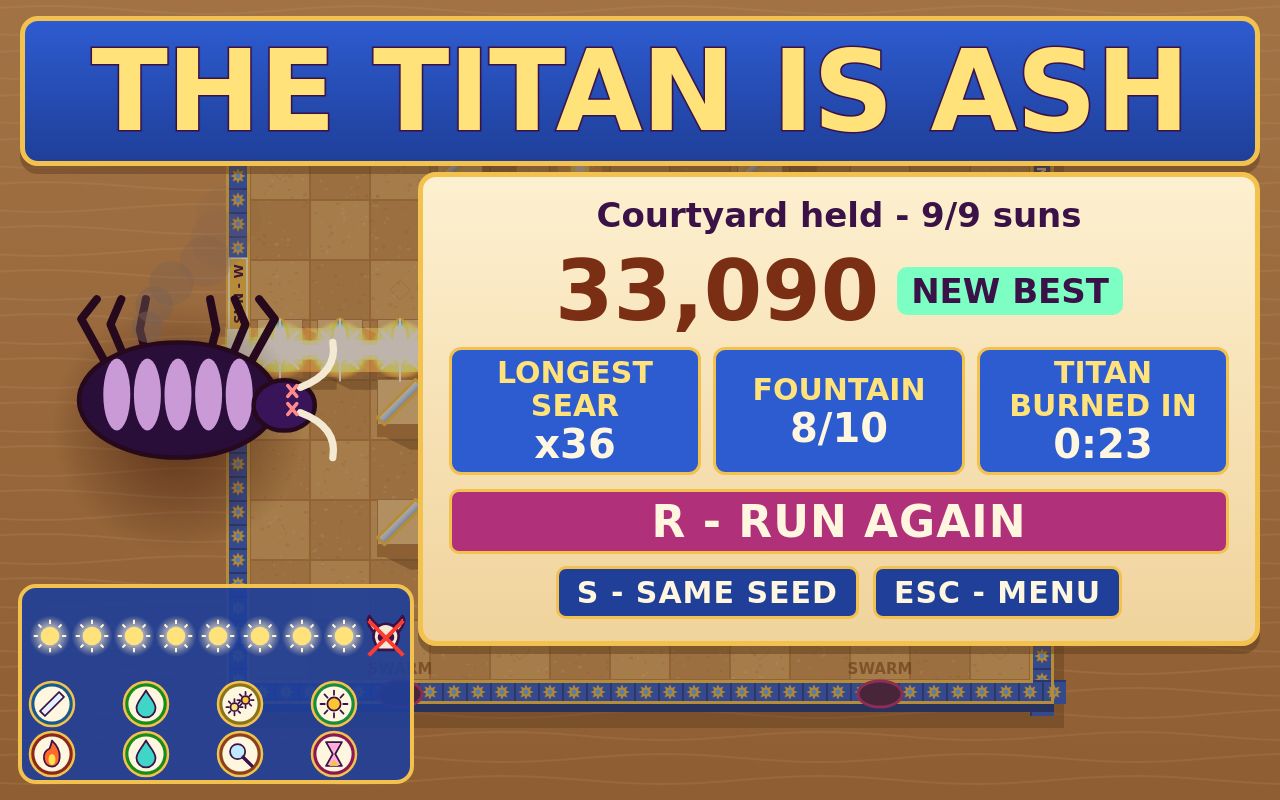 THE TITAN IS ASH
Courtyard held - 9/9 suns
33,090 NEW BEST
LONGEST
SEAR
x36
FOUNTAIN
8/10
TITAN
BURNED IN
0:23
R - RUN AGAIN
S - SAME SEED
ESC - MENU
SWARM
SWARM